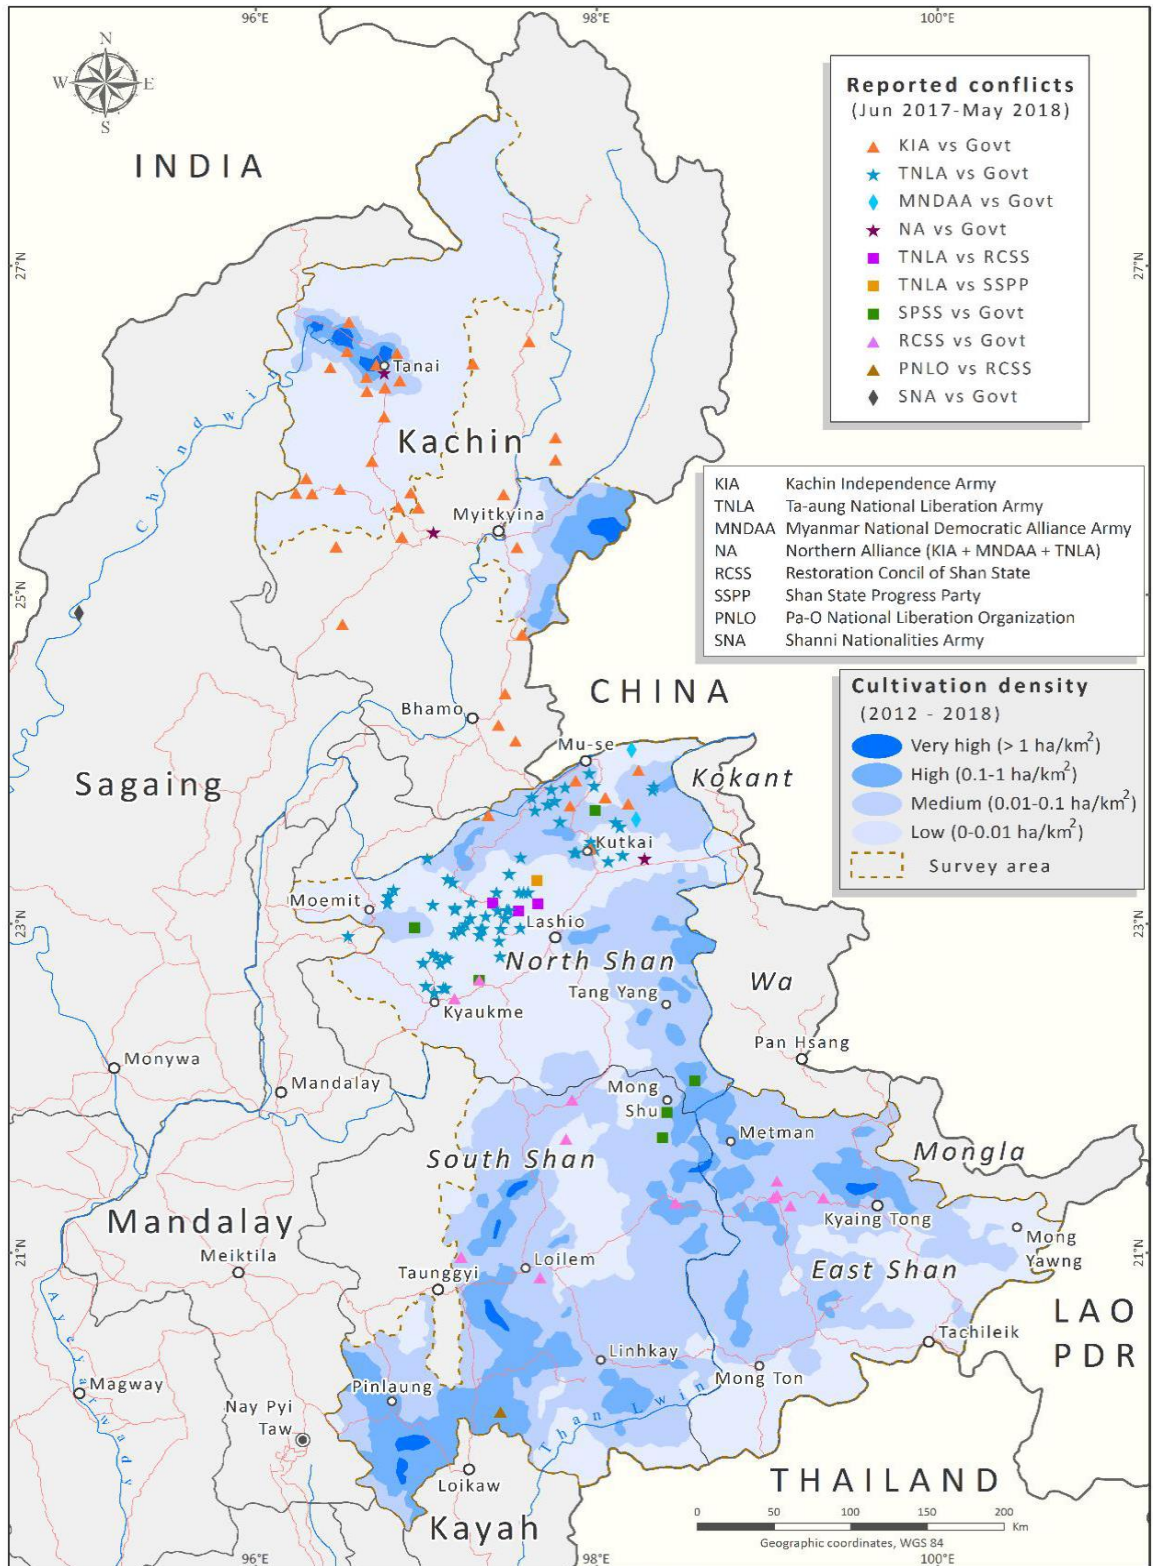 96°E 98°E 100°E
N
W E
S
INDIA
Reported conflicts
(Jun 2017-May 2018)
KIA vs Govt
TNLA vs Govt
MNDAA vs Govt
NA vs Govt
TNLA vs RCSS
TNLA vs SSPP
SPSS vs Govt
RCSS vs Govt
PNLO vs RCSS
SNA vs Govt
27°N 27°N
Tanai
Chindwin
Kachin
Myitkyina
KIA Kachin Independence Army
TNLA Ta-aung National Liberation Army
MNDAA Myanmar National Democratic Alliance Army
NA Northern Alliance (KIA + MNDAA + TNLA)
RCSS Restoration Concil of Shan State
SSPP Shan State Progress Party
PNLO Pa-O National Liberation Organization
SNA Shanni Nationalities Army
25°N
CHINA
Cultivation density
(2012 - 2018)
Very high (> 1 ha/km²)
High (0.1-1 ha/km²)
Medium (0.01-0.1 ha/km²)
Low (0-0.01 ha/km²)
Survey area
Bhamo
Mu-se
Kokant
Sagaing
Kutkai
Moemit
23°N 23°N
Lashio
North Shan
Wa
Tang Yang
Kyaukme
Pan Hsang
Monywa
Mandalay
Mong
Shu
Metman
South Shan
Mongla
Mandalay
Kyaing Tong
Mong
Yawng
21°N 21°N
Meiktila
Loilem
Taunggyi
East Shan
Ayeyarwady
LAO
PDR
Tachileik
Linhkay
Mong Ton
Magway
Pinlaung
Nay Pyi
Taw
ThanLwin
Loikaw
THAILAND
Kayah
0 50 100 150 200
Km
Geographic coordinates, WGS 84
96°E 98°E 100°E